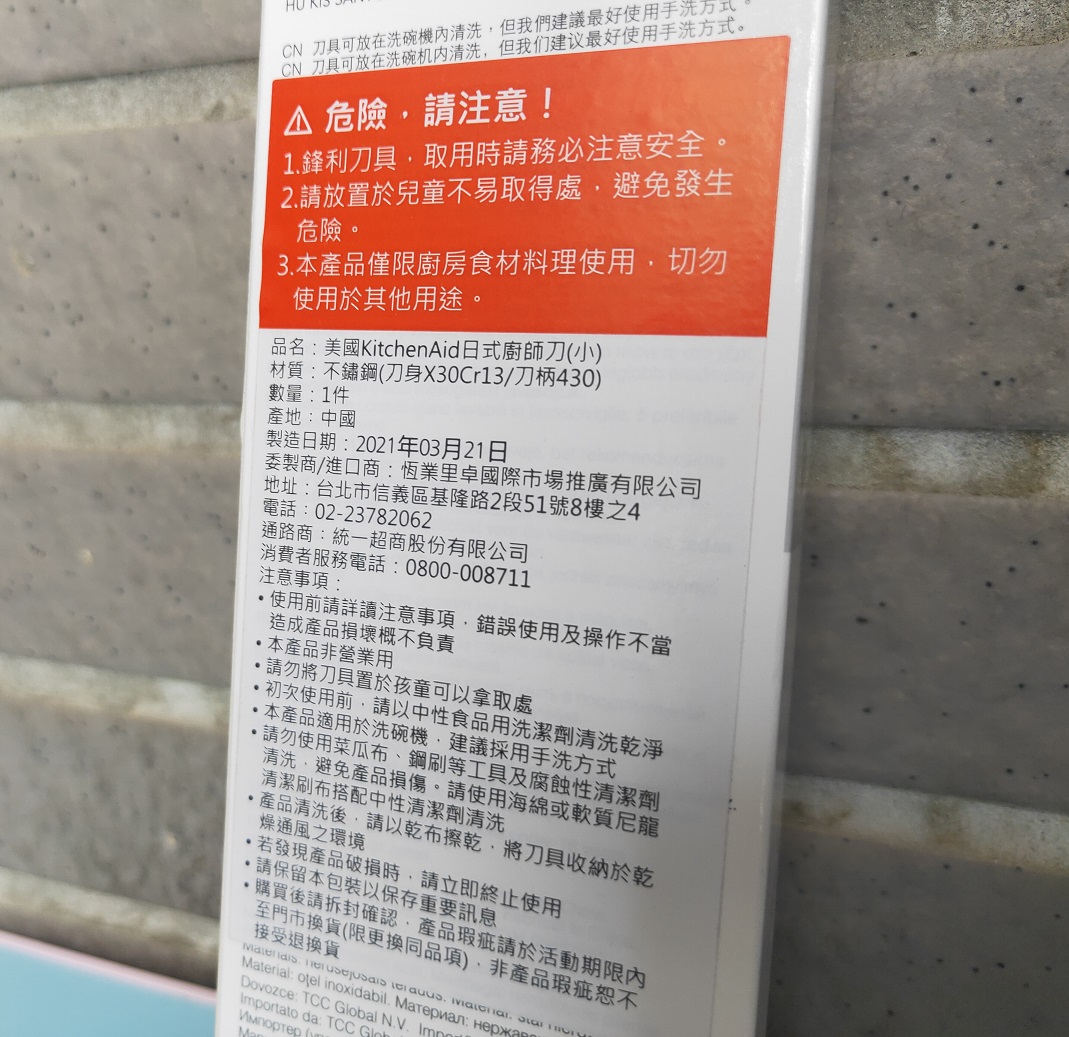 CN 刀具可放在洗碗機內清洗，但我們建議最好使用手洗方式。
CN 刀具可放在洗碗机内清洗，但我们建议最好使用手洗方式。
⚠ 危險，請注意！
1.鋒利刀具，取用時請務必注意安全。
2.請放置於兒童不易取得處，避免發生
危險。
3.本產品僅限廚房食材料理使用，切勿
使用於其他用途。
品名：美國KitchenAid日式廚師刀(小)
材質：不鏽鋼(刀身X30Cr13/刀柄430)
數量：1件
產地：中國
製造日期：2021年03月21日
委製商/進口商：恆業里卓國際市場推廣有限公司
地址：台北市信義區基隆路2段51號8樓之4
電話：02-23782062
通路商：統一超商股份有限公司
消費者服務電話：0800-008711
注意事項：
•使用前請詳讀注意事項，錯誤使用及操作不當
造成產品損壞概不負責
•本產品非營業用
•請勿將刀具置於孩童可以拿取處
•初次使用前，請以中性食品用洗潔劑清洗乾淨
•本產品適用於洗碗機，建議採用手洗方式
•請勿使用菜瓜布、鋼刷等工具及腐蝕性清潔劑
清洗，避免產品損傷。請使用海綿或軟質尼龍
清潔刷布搭配中性清潔劑清洗
•產品清洗後，請以乾布擦乾，將刀具收納於乾
燥通風之環境
•若發現產品破損時，請立即終止使用
•請保留本包裝以保存重要訊息
•購買後請拆封確認，產品瑕疵請於活動期限內
至門市換貨(限更換同品項)，非產品瑕疵恕不
接受退換貨
Material: oțel inoxidabil. Материал:
Dovozce: TCC Global N.V.
Importato da: TCC
Импортер